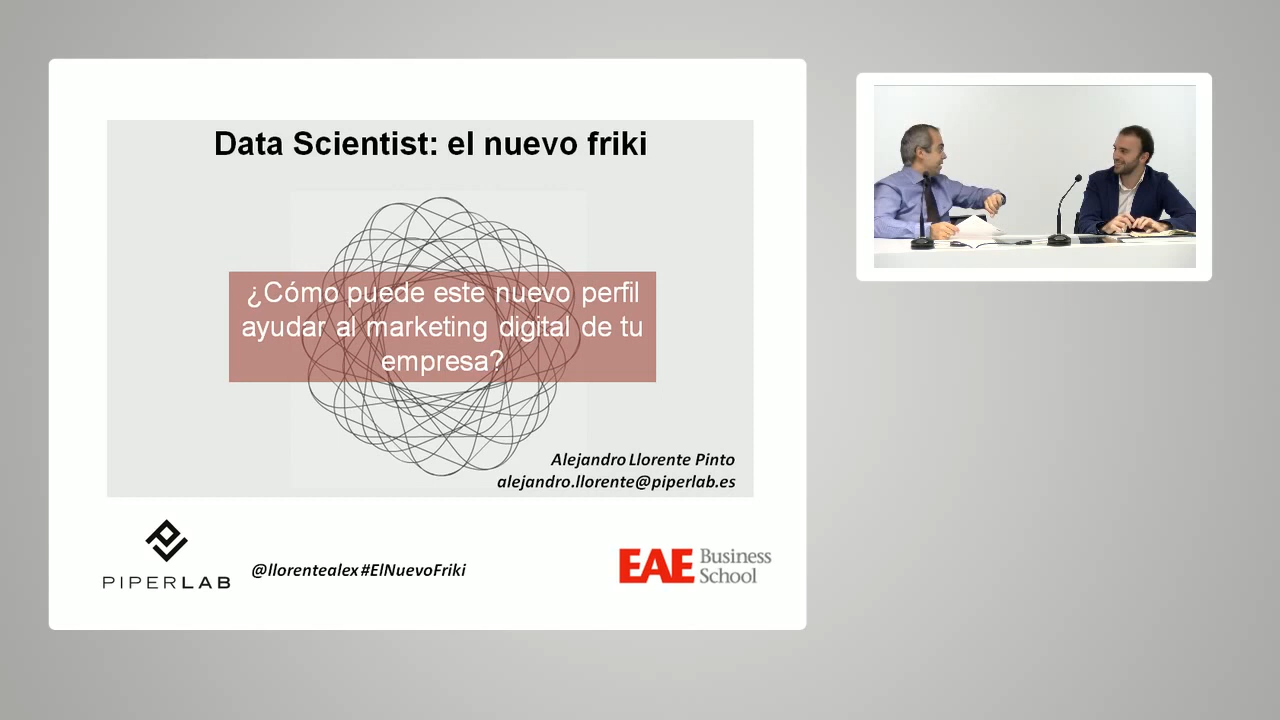 Data Scientist: el nuevo friki
¿Cómo puede este nuevo perfil
ayudar al marketing digital de tu
empresa?
Alejandro Llorente Pinto
alejandro.llorente@piperlab.es
PIPERLAB
@llorentealex #ElNuevoFriki
EAE Business
School